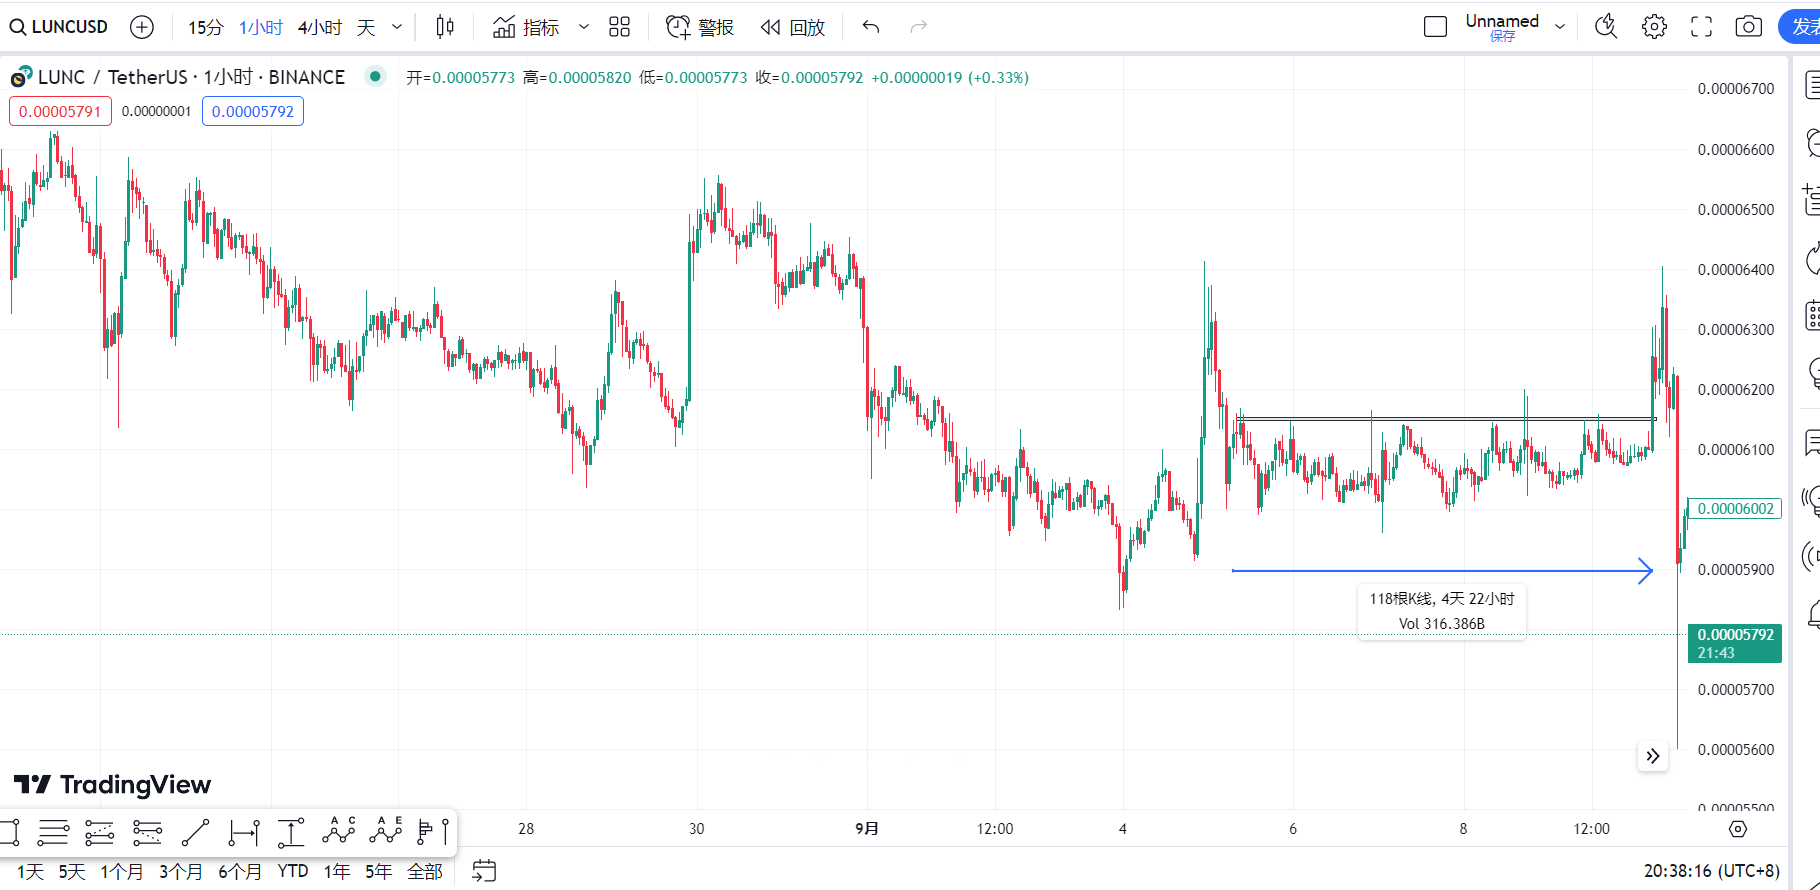 LUNCUSD 15分 1小时 4小时 天 指标 警报 回放 Unnamed 保存 发表
LUNC / TetherUS · 1小时 · BINANCE 开=0.00005773 高=0.00005820 低=0.00005773 收=0.00005792 +0.00000019 (+0.33%)
0.00005791 0.00000001 0.00005792
0.00006700
0.00006600
0.00006500
0.00006400
0.00006300
0.00006200
0.00006100
0.00006002
0.00005900
118根K线, 4天 22小时
Vol 316.386B
0.00005792
21:43
0.00005700
0.00005600
0.00005500
TradingView
A C A E
28 30 9月 12:00 4 6 8 12:00
1天 5天 1个月 3个月 6个月 YTD 1年 5年 全部 20:38:16 (UTC+8)